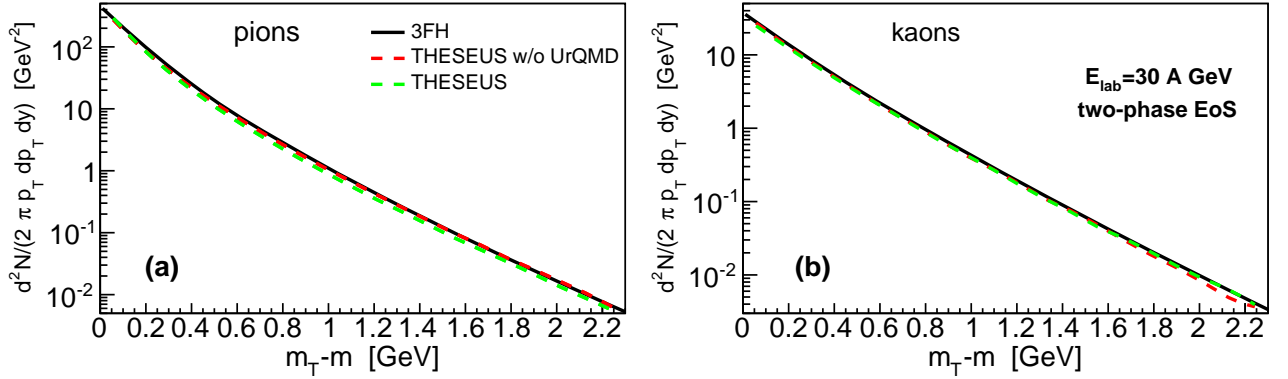 pions
3FH
THESEUS w/o UrQMD
THESEUS
(a)
d²N/(2 π p_T dp_T dy) [GeV⁻²]
10²
10
1
10⁻¹
10⁻²
0 0.2 0.4 0.6 0.8 1 1.2 1.4 1.6 1.8 2 2.2
m_T-m [GeV]
kaons
E_lab=30 A GeV
two-phase EoS
(b)
d²N/(2 π p_T dp_T dy) [GeV⁻²]
10
1
10⁻¹
10⁻²
0 0.2 0.4 0.6 0.8 1 1.2 1.4 1.6 1.8 2 2.2
m_T-m [GeV]